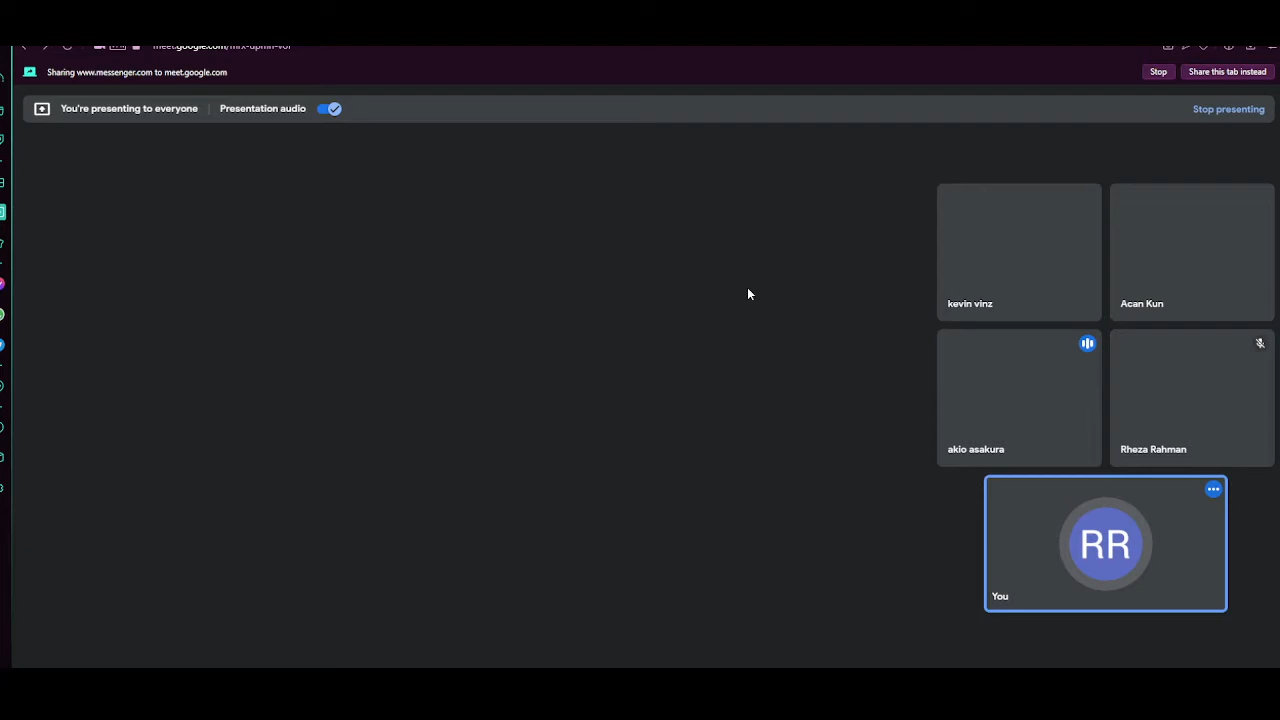 Sharing www.messenger.com to meet.google.com
Stop
Share this tab instead
You're presenting to everyone
Presentation audio
Stop presenting
kevin vinz
Acan Kun
akio asakura
Rheza Rahman
RR
You